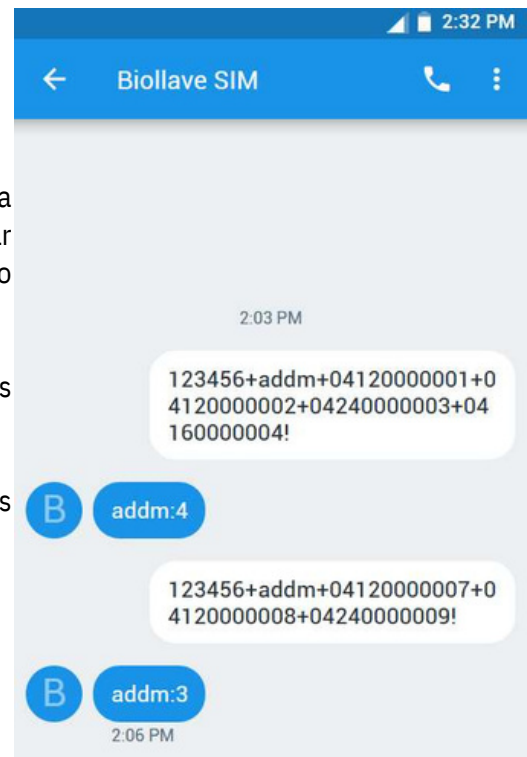 2:32 PM
Biollave SIM
a
r
o
2:03 PM
s
123456+addm+04120000001+0
4120000002+04240000003+04
160000004!
s
B addm:4
123456+addm+04120000007+0
4120000008+04240000009!
B addm:3
2:06 PM